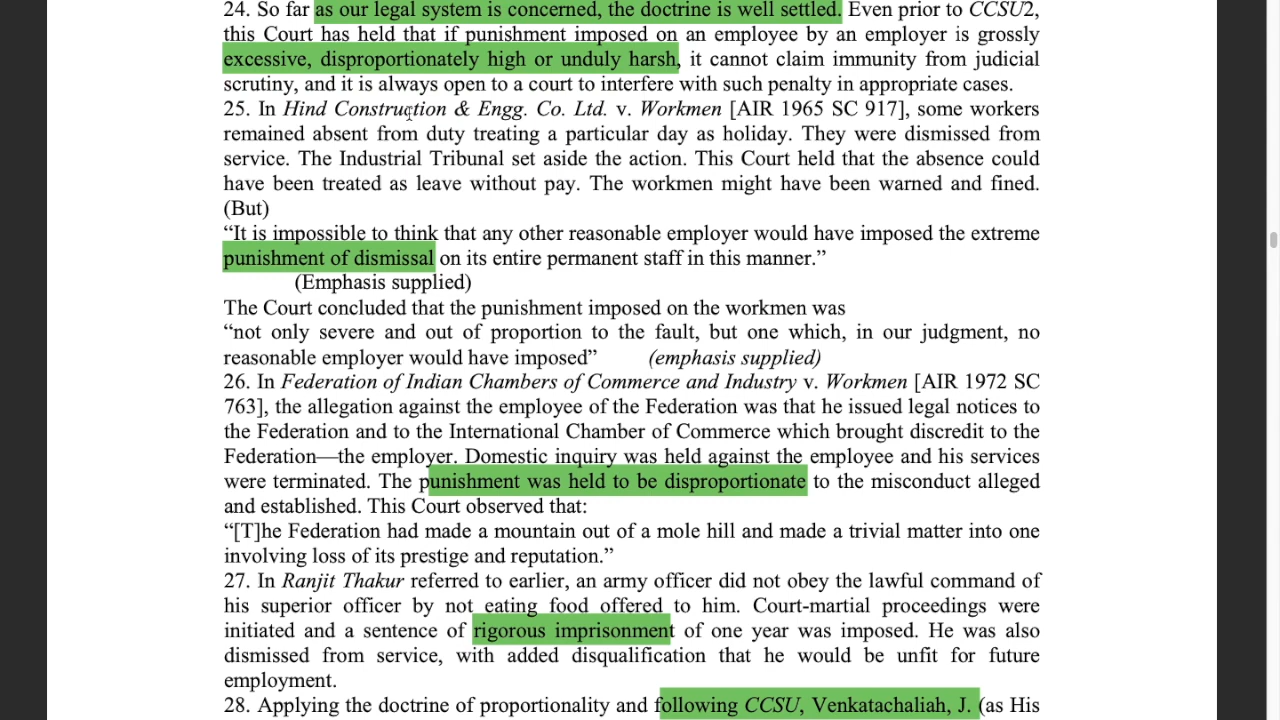 24. So far as our legal system is concerned, the doctrine is well settled. Even prior to CCSU2,
this Court has held that if punishment imposed on an employee by an employer is grossly
excessive, disproportionately high or unduly harsh, it cannot claim immunity from judicial
scrutiny, and it is always open to a court to interfere with such penalty in appropriate cases.
25. In Hind Construction & Engg. Co. Ltd. v. Workmen [AIR 1965 SC 917], some workers
remained absent from duty treating a particular day as holiday. They were dismissed from
service. The Industrial Tribunal set aside the action. This Court held that the absence could
have been treated as leave without pay. The workmen might have been warned and fined.
(But)
“It is impossible to think that any other reasonable employer would have imposed the extreme
punishment of dismissal on its entire permanent staff in this manner.”
(Emphasis supplied)
The Court concluded that the punishment imposed on the workmen was
“not only severe and out of proportion to the fault, but one which, in our judgment, no
reasonable employer would have imposed” (emphasis supplied)
26. In Federation of Indian Chambers of Commerce and Industry v. Workmen [AIR 1972 SC
763], the allegation against the employee of the Federation was that he issued legal notices to
the Federation and to the International Chamber of Commerce which brought discredit to the
Federation—the employer. Domestic inquiry was held against the employee and his services
were terminated. The punishment was held to be disproportionate to the misconduct alleged
and established. This Court observed that:
“[T]he Federation had made a mountain out of a mole hill and made a trivial matter into one
involving loss of its prestige and reputation.”
27. In Ranjit Thakur referred to earlier, an army officer did not obey the lawful command of
his superior officer by not eating food offered to him. Court-martial proceedings were
initiated and a sentence of rigorous imprisonment of one year was imposed. He was also
dismissed from service, with added disqualification that he would be unfit for future
employment.
28. Applying the doctrine of proportionality and following CCSU, Venkatachaliah, J. (as His